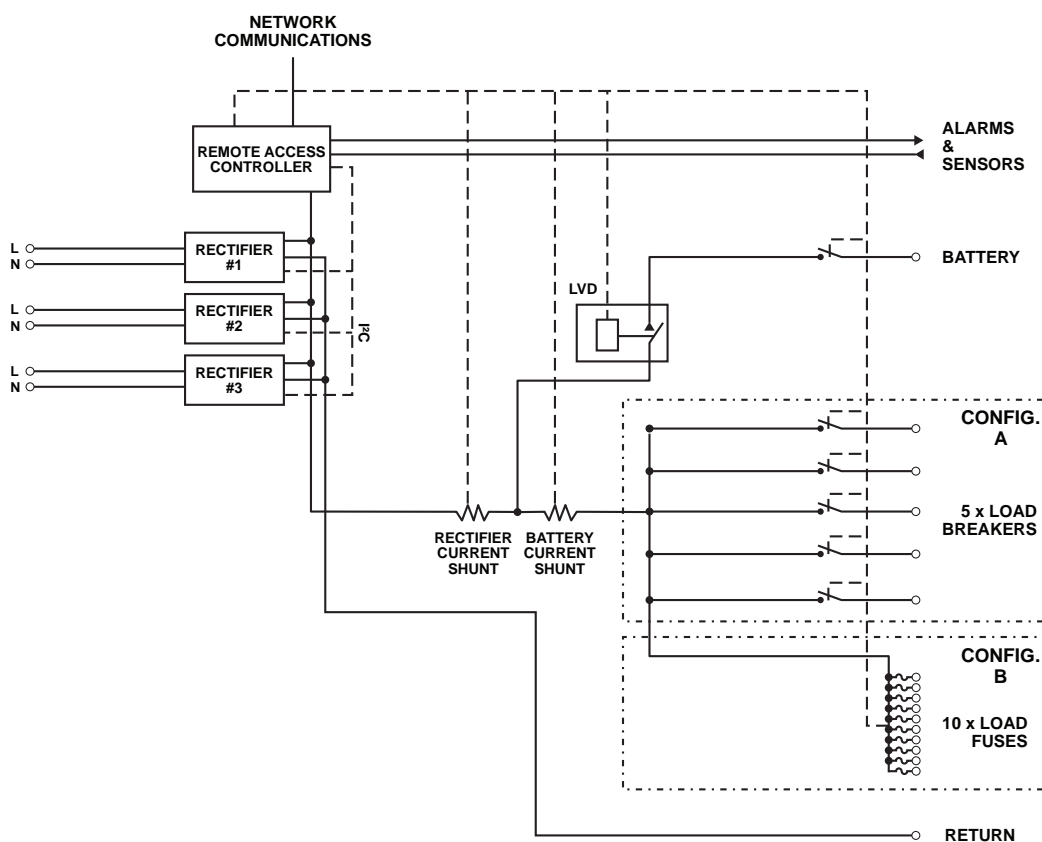 NETWORK
COMMUNICATIONS
REMOTE ACCESS
CONTROLLER
ALARMS
&
SENSORS
L
N
RECTIFIER
#1
BATTERY
LVD
L
N
RECTIFIER
#2
I²C
L
N
RECTIFIER
#3
CONFIG.
A
5 x LOAD
BREAKERS
RECTIFIER
CURRENT
SHUNT
BATTERY
CURRENT
SHUNT
CONFIG.
B
10 x LOAD
FUSES
RETURN